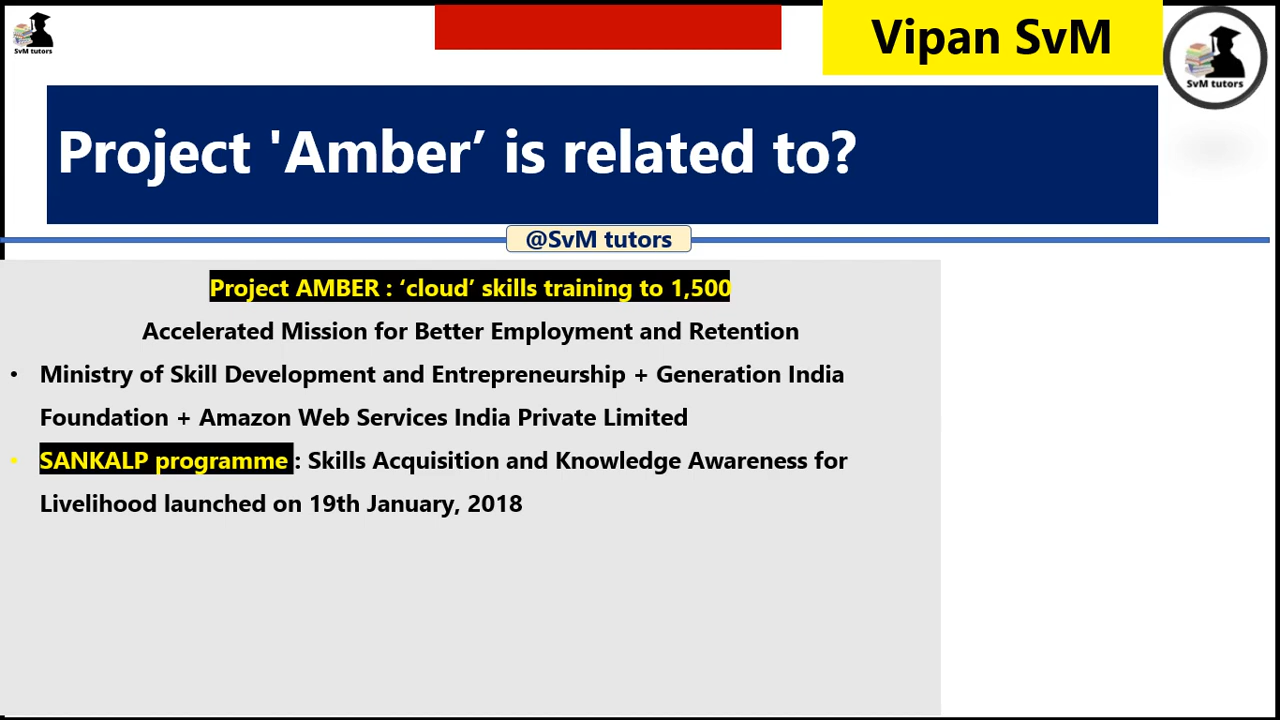 SvM tutors
Vipan SvM
SvM tutors
Project 'Amber’ is related to?
@SvM tutors
Project AMBER : ‘cloud’ skills training to 1,500
Accelerated Mission for Better Employment and Retention
• Ministry of Skill Development and Entrepreneurship + Generation India
Foundation + Amazon Web Services India Private Limited
• SANKALP programme : Skills Acquisition and Knowledge Awareness for
Livelihood launched on 19th January, 2018